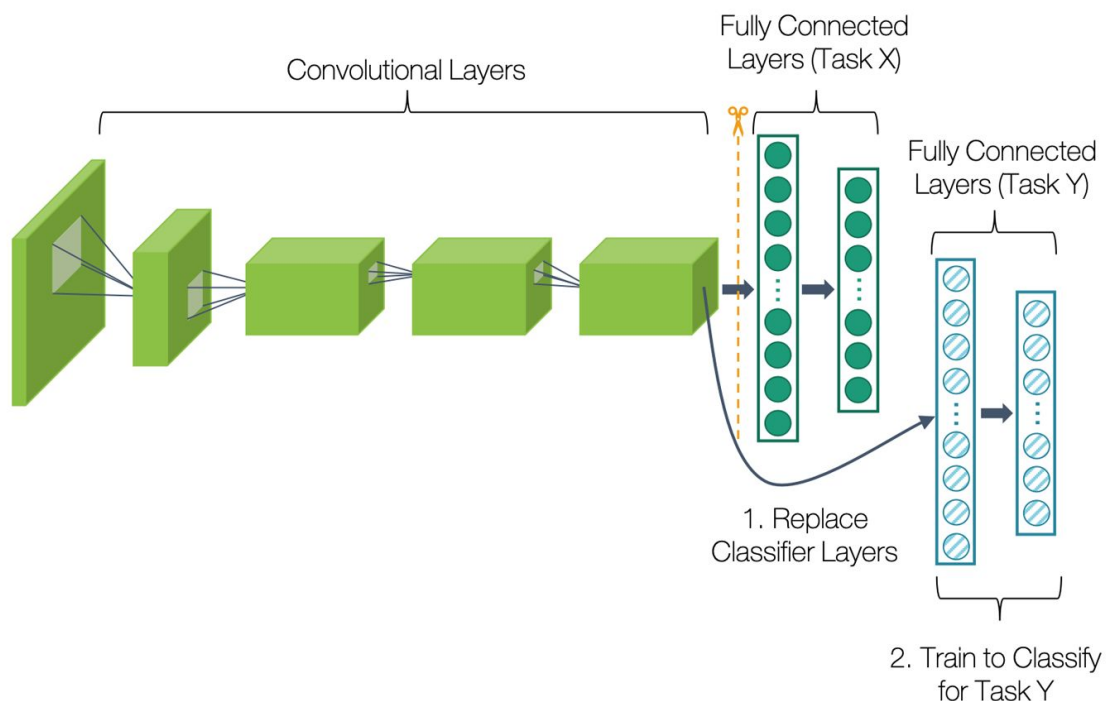 Convolutional Layers
Fully Connected
Layers (Task X)
Fully Connected
Layers (Task Y)
1. Replace
Classifier Layers
2. Train to Classify
for Task Y